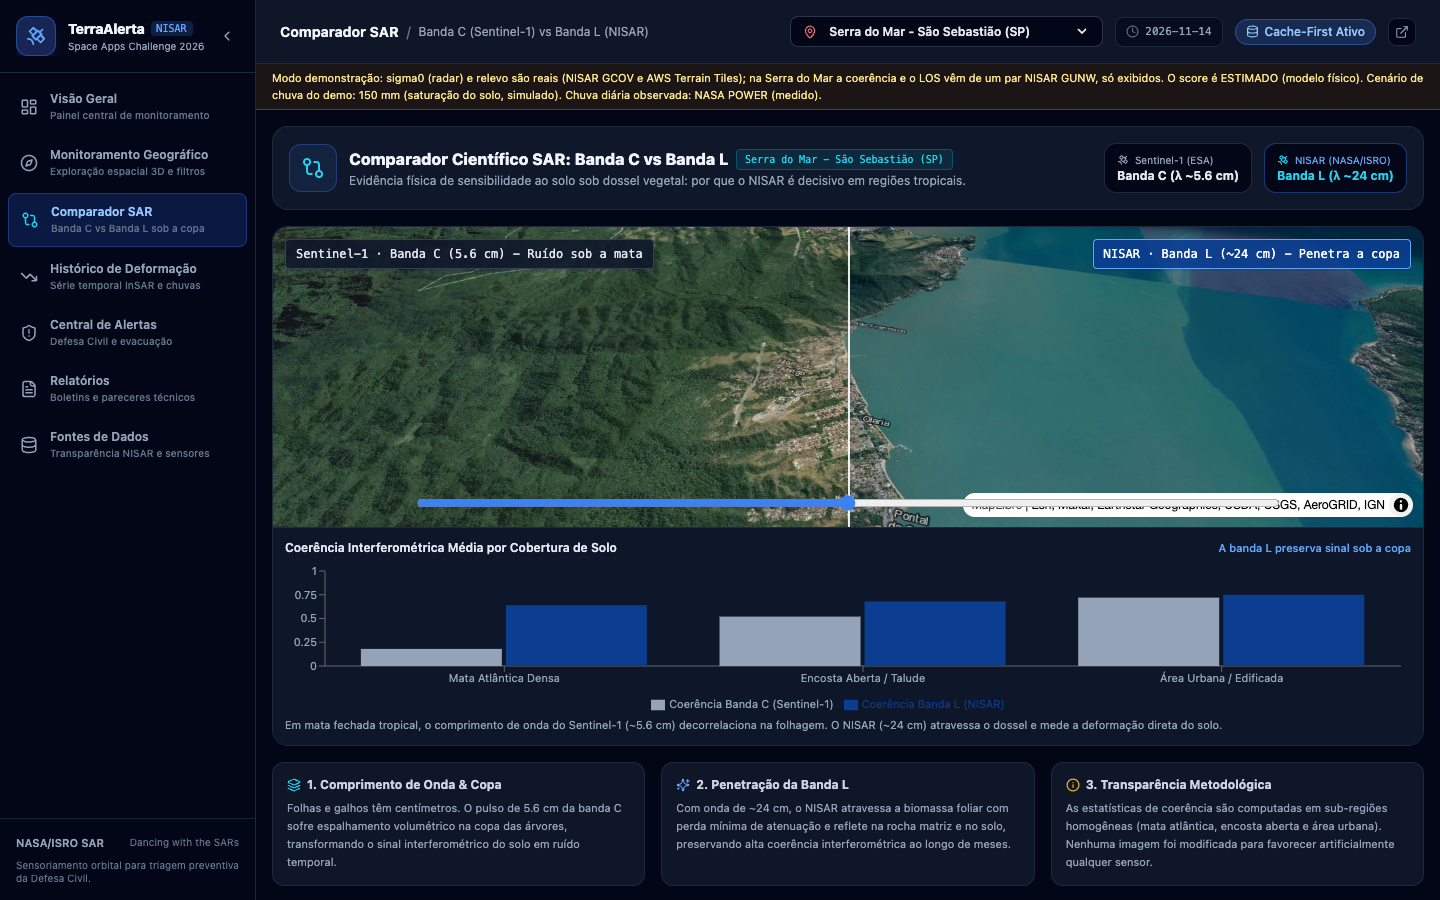 TerraAlerta NISAR
Space Apps Challenge 2026
Visão Geral
Painel central de monitoramento
Monitoramento Geográfico
Exploração espacial 3D e filtros
Comparador SAR
Banda C vs Banda L sob a copa
Histórico de Deformação
Série temporal InSAR e chuvas
Central de Alertas
Defesa Civil e evacuação
Relatórios
Boletins e pareceres técnicos
Fontes de Dados
Transparência NISAR e sensores
NASA/ISRO SAR Dancing with the SARs
Sensoriamento orbital para triagem preventiva
da Defesa Civil.
Comparador SAR / Banda C (Sentinel-1) vs Banda L (NISAR)
Serra do Mar - São Sebastião (SP)
2026-11-14
Cache-First Ativo
Modo demonstração: sigma0 (radar) e relevo são reais (NISAR GCOV e AWS Terrain Tiles); na Serra do Mar a coerência e o LOS vêm de um par NISAR GUNW, só exibidos. O score é ESTIMADO (modelo físico). Cenário de
chuva do demo: 150 mm (saturação do solo, simulado). Chuva diária observada: NASA POWER (medido).
Comparador Científico SAR: Banda C vs Banda L Serra do Mar - São Sebastião (SP)
Evidência física de sensibilidade ao solo sob dossel vegetal: por que o NISAR é decisivo em regiões tropicais.
Sentinel-1 (ESA)
Banda C (λ ~5.6 cm)
NISAR (NASA/ISRO)
Banda L (λ ~24 cm)
Sentinel-1 · Banda C (5.6 cm) — Ruído sob a mata
NISAR · Banda L (~24 cm) — Penetra a copa
Olaria
Pontal
MapLibre | Esri, Maxar, Earthstar Geographics, USDA, USGS, AeroGRID, IGN
Coerência Interferométrica Média por Cobertura de Solo
A banda L preserva sinal sob a copa
1
0.75
0.5
0.25
0
Mata Atlântica Densa
Encosta Aberta / Talude
Área Urbana / Edificada
Coerência Banda C (Sentinel-1)
Coerência Banda L (NISAR)
Em mata fechada tropical, o comprimento de onda do Sentinel-1 (~5.6 cm) decorrelaciona na folhagem. O NISAR (~24 cm) atravessa o dossel e mede a deformação direta do solo.
1. Comprimento de Onda & Copa
Folhas e galhos têm centímetros. O pulso de 5.6 cm da banda C
sofre espalhamento volumétrico na copa das árvores,
transformando o sinal interferométrico do solo em ruído
temporal.
2. Penetração da Banda L
Com onda de ~24 cm, o NISAR atravessa a biomassa foliar com
perda mínima de atenuação e reflete na rocha matriz e no solo,
preservando alta coerência interferométrica ao longo de meses.
3. Transparência Metodológica
As estatísticas de coerência são computadas em sub-regiões
homogêneas (mata atlântica, encosta aberta e área urbana).
Nenhuma imagem foi modificada para favorecer artificialmente
qualquer sensor.